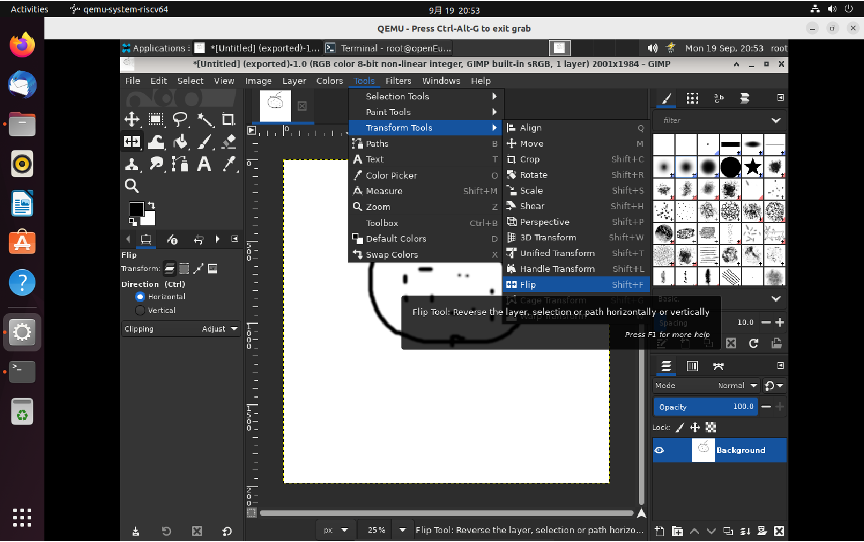 Activities
qemu-system-riscv64
9月 19 20:53
QEMU - Press Ctrl-Alt-G to exit grab
Applications
*[Untitled] (exported)-1...
Terminal - root@openEu...
Mon 19 Sep, 20:53
root
*[Untitled] (exported)-1.0 (RGB color 8-bit non-linear integer, GIMP built-in sRGB, 1 layer) 2001x1984 – GIMP
File Edit Select View Image Layer Colors Tools Filters Windows Help
Selection Tools
Paint Tools
Transform Tools
Paths B
Text T
Color Picker O
Measure Shift+M
Zoom Z
Toolbox Ctrl+B
Default Colors D
Swap Colors X
Align Q
Move M
Crop Shift+C
Rotate Shift+R
Scale Shift+S
Shear Shift+H
Perspective Shift+P
3D Transform Shift+W
Unified Transform Shift+T
Handle Transform Shift+L
Flip Shift+F
Cage Transform
Flip Tool: Reverse the layer, selection or path horizontally or vertically
Press F1 for more help
Flip
Transform:
Direction (Ctrl)
Horizontal
Vertical
Clipping Adjust
filter
Basic,
Spacing 10.0
Mode Normal
Opacity 100.0
Lock:
Background
px
25 %
Flip Tool: Reverse the layer, selection or path horizo...